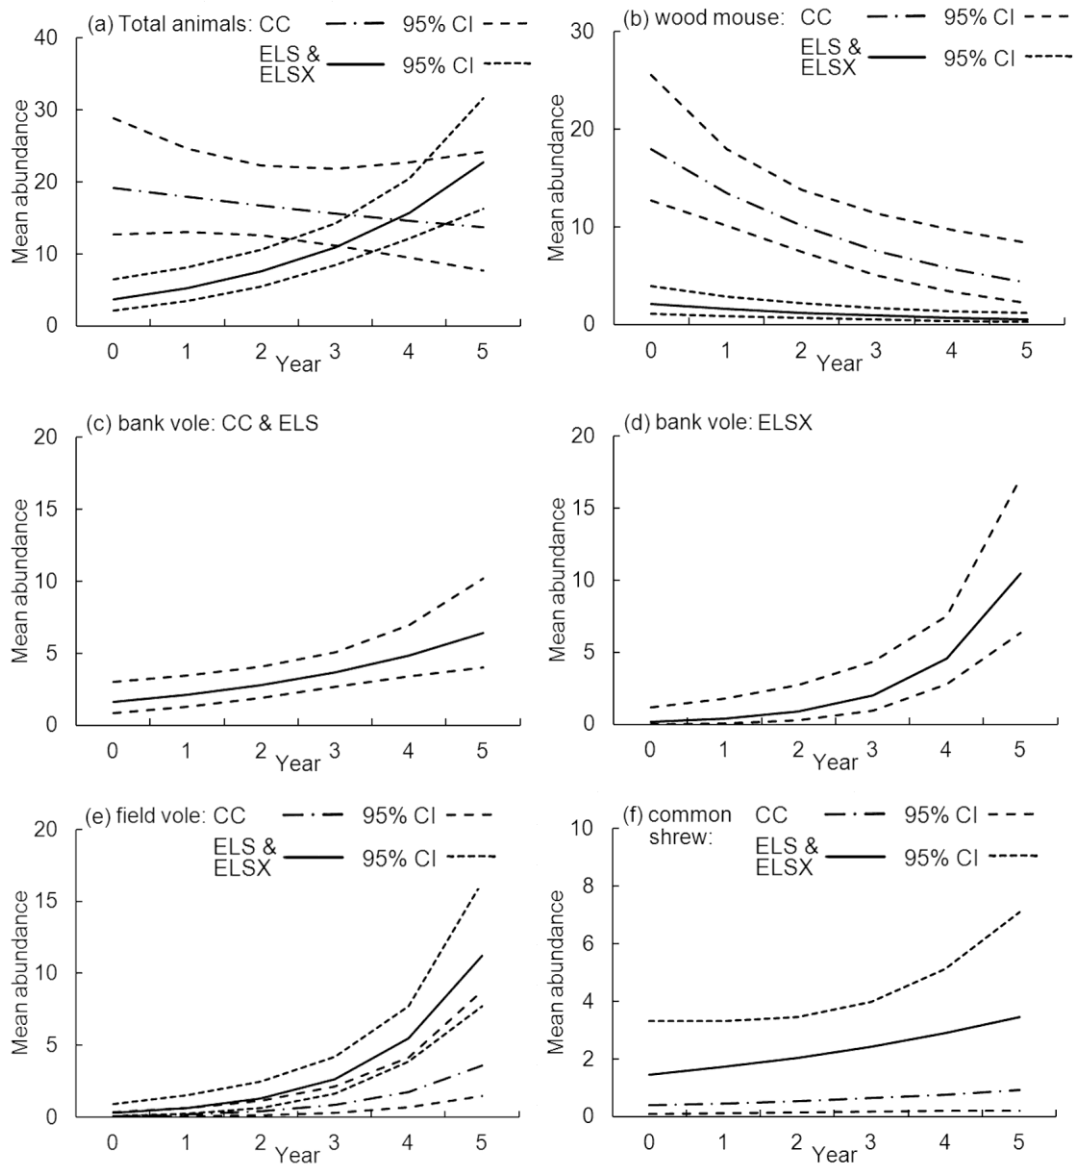 (a) Total animals: CC 95% CI
ELS & ELSX 95% CI
40
30
20
10
0
Mean abundance
0 1 2 3 4 5
Year
(b) wood mouse: CC 95% CI
ELS & ELSX 95% CI
30
20
10
0
Mean abundance
0 1 2 3 4 5
Year
(c) bank vole: CC & ELS
20
15
10
5
0
Mean abundance
0 1 2 3 4 5
Year
(d) bank vole: ELSX
20
15
10
5
0
Mean abundance
0 1 2 3 4 5
Year
(e) field vole: CC 95% CI
ELS & ELSX 95% CI
20
15
10
5
0
Mean abundance
0 1 2 3 4 5
Year
(f) common shrew: CC 95% CI
ELS & ELSX 95% CI
10
8
6
4
2
0
Mean abundance
0 1 2 3 4 5
Year